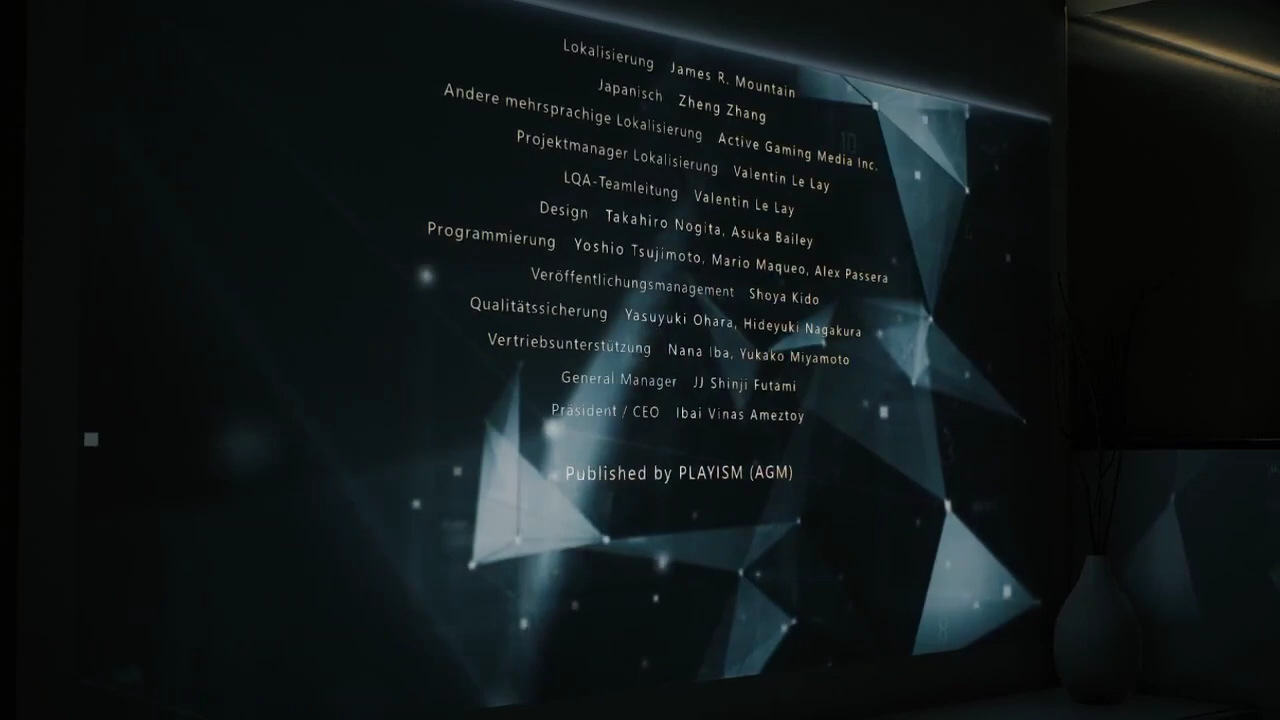 Lokalisierung James R. Mountain
Japanisch Zheng Zhang
Andere mehrsprachige Lokalisierung Active Gaming Media Inc.
Projektmanager Lokalisierung Valentin Le Lay
LQA-Teamleitung Valentin Le Lay
Design Takahiro Nogita, Asuka Bailey
Programmierung Yoshio Tsujimoto, Mario Maqueo, Alex Passera
Veröffentlichungsmanagement Shoya Kido
Qualitätssicherung Yasuyuki Ohara, Hideyuki Nagakura
Vertriebsunterstützung Nana Iba, Yukako Miyamoto
General Manager JJ Shinji Futami
Präsident / CEO Ibai Vinas Ameztoy
Published by PLAYISM (AGM)